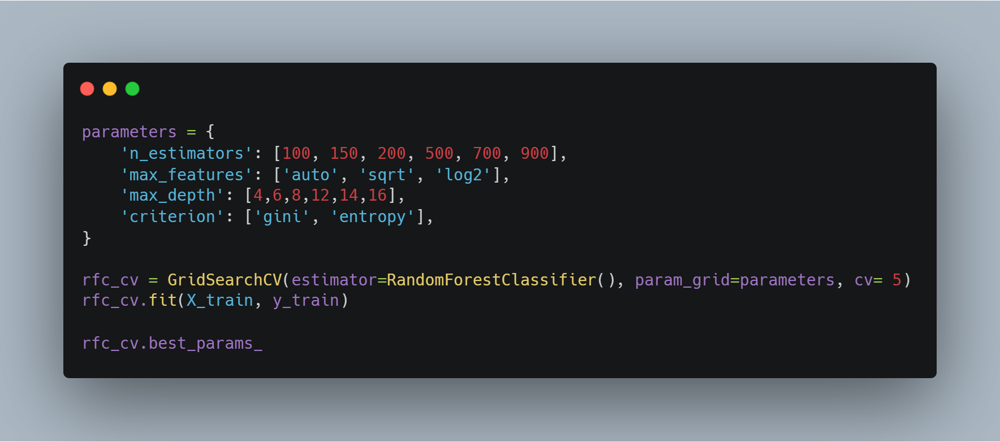 parameters = {
    'n_estimators': [100, 150, 200, 500, 700, 900],
    'max_features': ['auto', 'sqrt', 'log2'],
    'max_depth': [4,6,8,12,14,16],
    'criterion': ['gini', 'entropy'],
}
rfc_cv = GridSearchCV(estimator=RandomForestClassifier(), param_grid=parameters, cv= 5)
rfc_cv.fit(X_train, y_train)
rfc_cv.best_params_